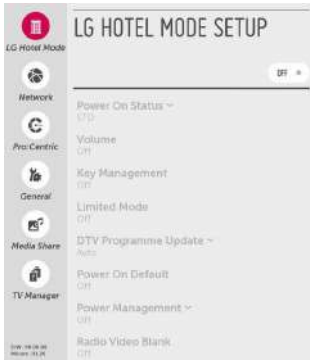 LG HOTEL MODE SETUP
LG Hotel Mode
OFF
Network
Pro:Centric
General
Media Share
TV Manager
Power On Status
LTD
Volume
Off
Key Management
Off
Limited Mode
Off
DTV Programme Update
Auto
Power On Default
Off
Power Management
Off
Radio Video Blank
Off